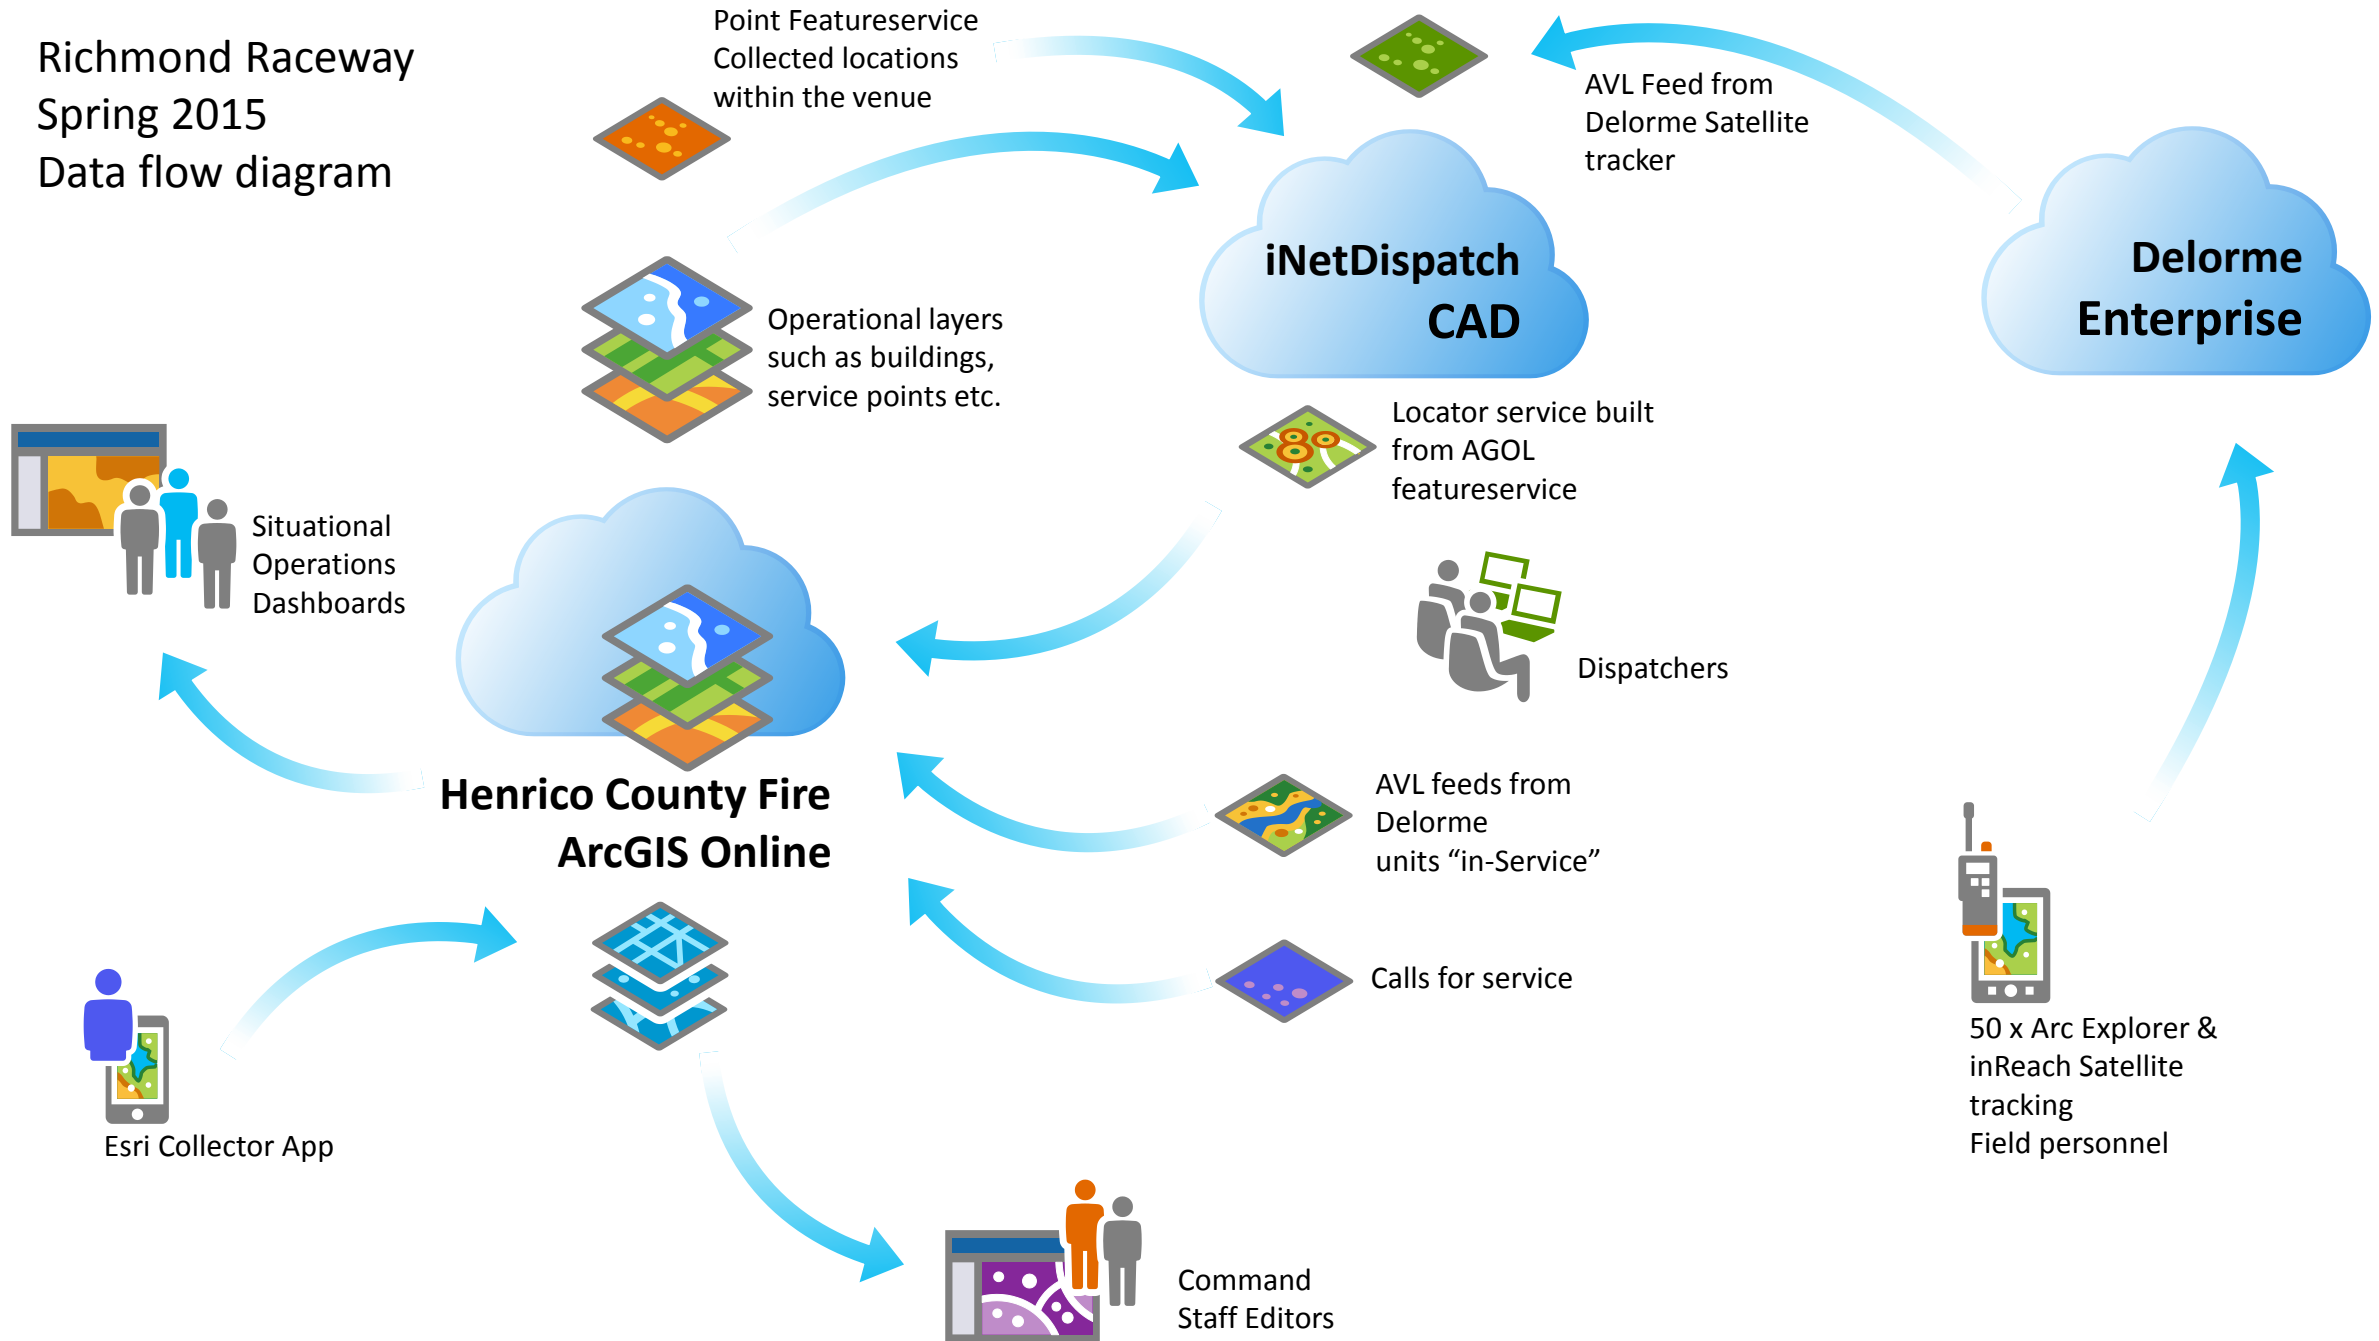 Richmond Raceway
Spring 2015
Data flow diagram
Point Featureservice
Collected locations
within the venue
AVL Feed from
Delorme Satellite
tracker
iNetDispatch
CAD
Delorme
Enterprise
Operational layers
such as buildings,
service points etc.
Locator service built
from AGOL
featureservice
Situational
Operations
Dashboards
Dispatchers
Henrico County Fire
ArcGIS Online
AVL feeds from
Delorme
units “in-Service”
Calls for service
50 x Arc Explorer &
inReach Satellite
tracking
Field personnel
Esri Collector App
Command
Staff Editors